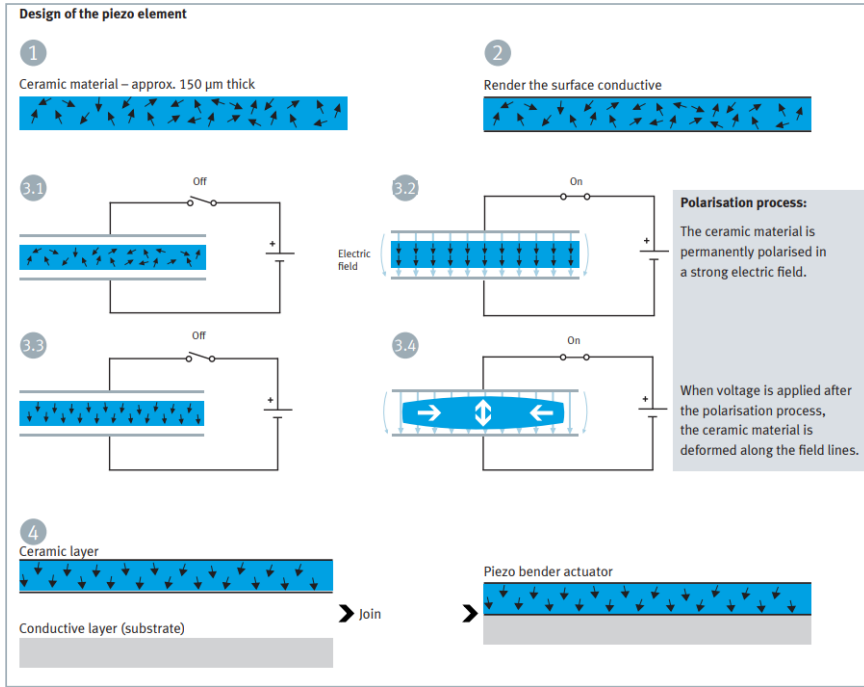 Design of the piezo element
1
Ceramic material – approx. 150 µm thick
2
Render the surface conductive
3.1
Off
+
3.2
On
Electric
field
+
Polarisation process:
The ceramic material is
permanently polarised in
a strong electric field.
3.3
Off
+
3.4
On
+
When voltage is applied after
the polarisation process,
the ceramic material is
deformed along the field lines.
4
Ceramic layer
Conductive layer (substrate)
Join
Piezo bender actuator